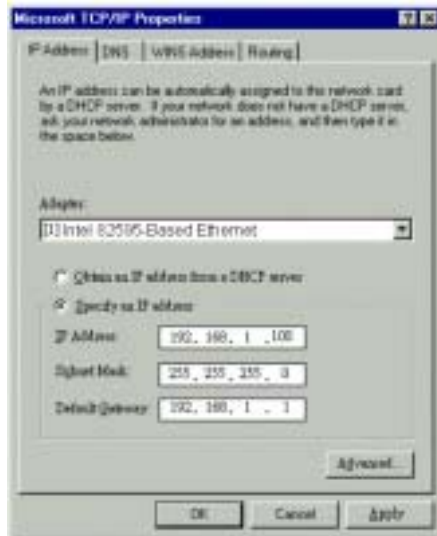 Microsoft TCP/IP Properties
IP Address DNS WINS Address Routing
An IP address can be automatically assigned to this network card
by a DHCP server. If your network does not have a DHCP server,
ask your network administrator for an address, and then type it in
the space below.
Adapter:
[1] Intel 82595-Based Ethernet
Obtain an IP address from a DHCP server
Specify an IP address
IP Address: 192. 168. 1 .100
Subnet Mask: 255. 255. 255. 0
Default Gateway: 192. 168. 1 . 1
Advanced...
OK Cancel Apply